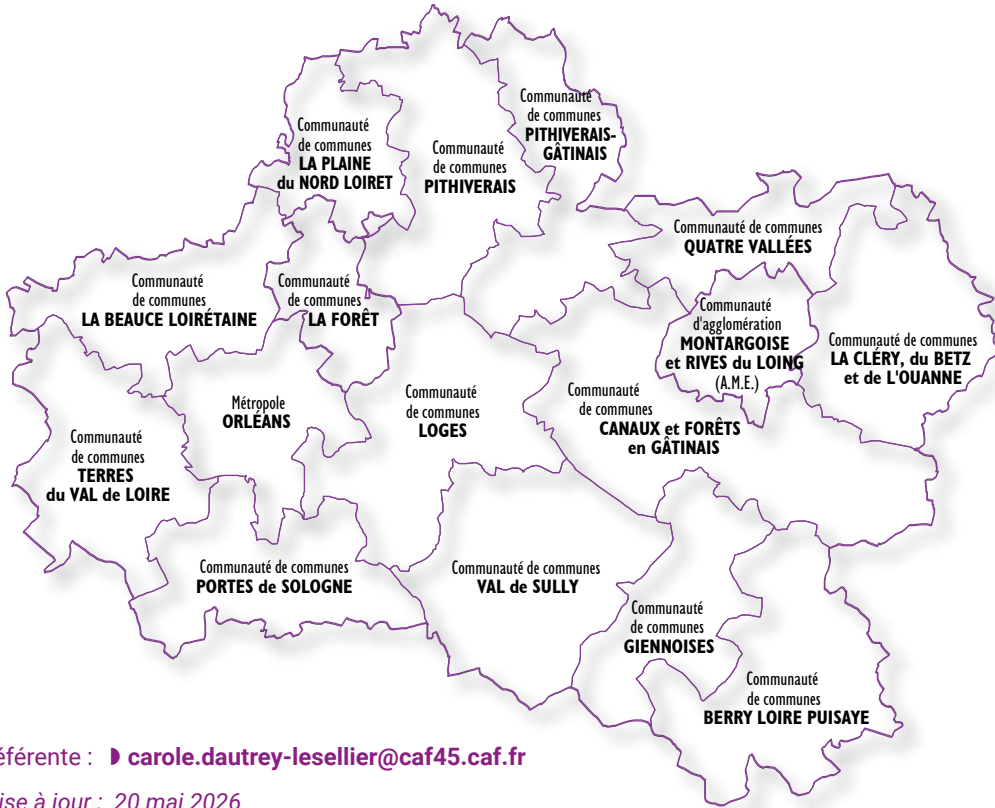 Communauté
de communes
PITHIVERAIS-
GÂTINAIS
Communauté
de communes
LA PLAINE
du NORD LOIRET
Communauté
de communes
PITHIVERAIS
Communauté de communes
QUATRE VALLÉES
Communauté
de communes
LA BEAUCE LOIRÉTAINE
Communauté
de communes
LA FORÊT
Communauté
d'agglomération
MONTARGOISE
et RIVES du LOING
(A.M.E.)
Communauté de communes
LA CLÉRY, du BETZ
et de L'OUANNE
Métropole
ORLÉANS
Communauté
de communes
LOGES
Communauté
de communes
CANAUX et FORÊTS
en GÂTINAIS
Communauté
de communes
TERRES
du VAL de LOIRE
Communauté de communes
PORTES de SOLOGNE
Communauté de communes
VAL de SULLY
Communauté
de communes
GIENNOISES
Communauté
de communes
BERRY LOIRE PUISAYE
éférente : ◗ carole.dautrey-lesellier@caf45.caf.fr
ise à jour : 20 mai 2026